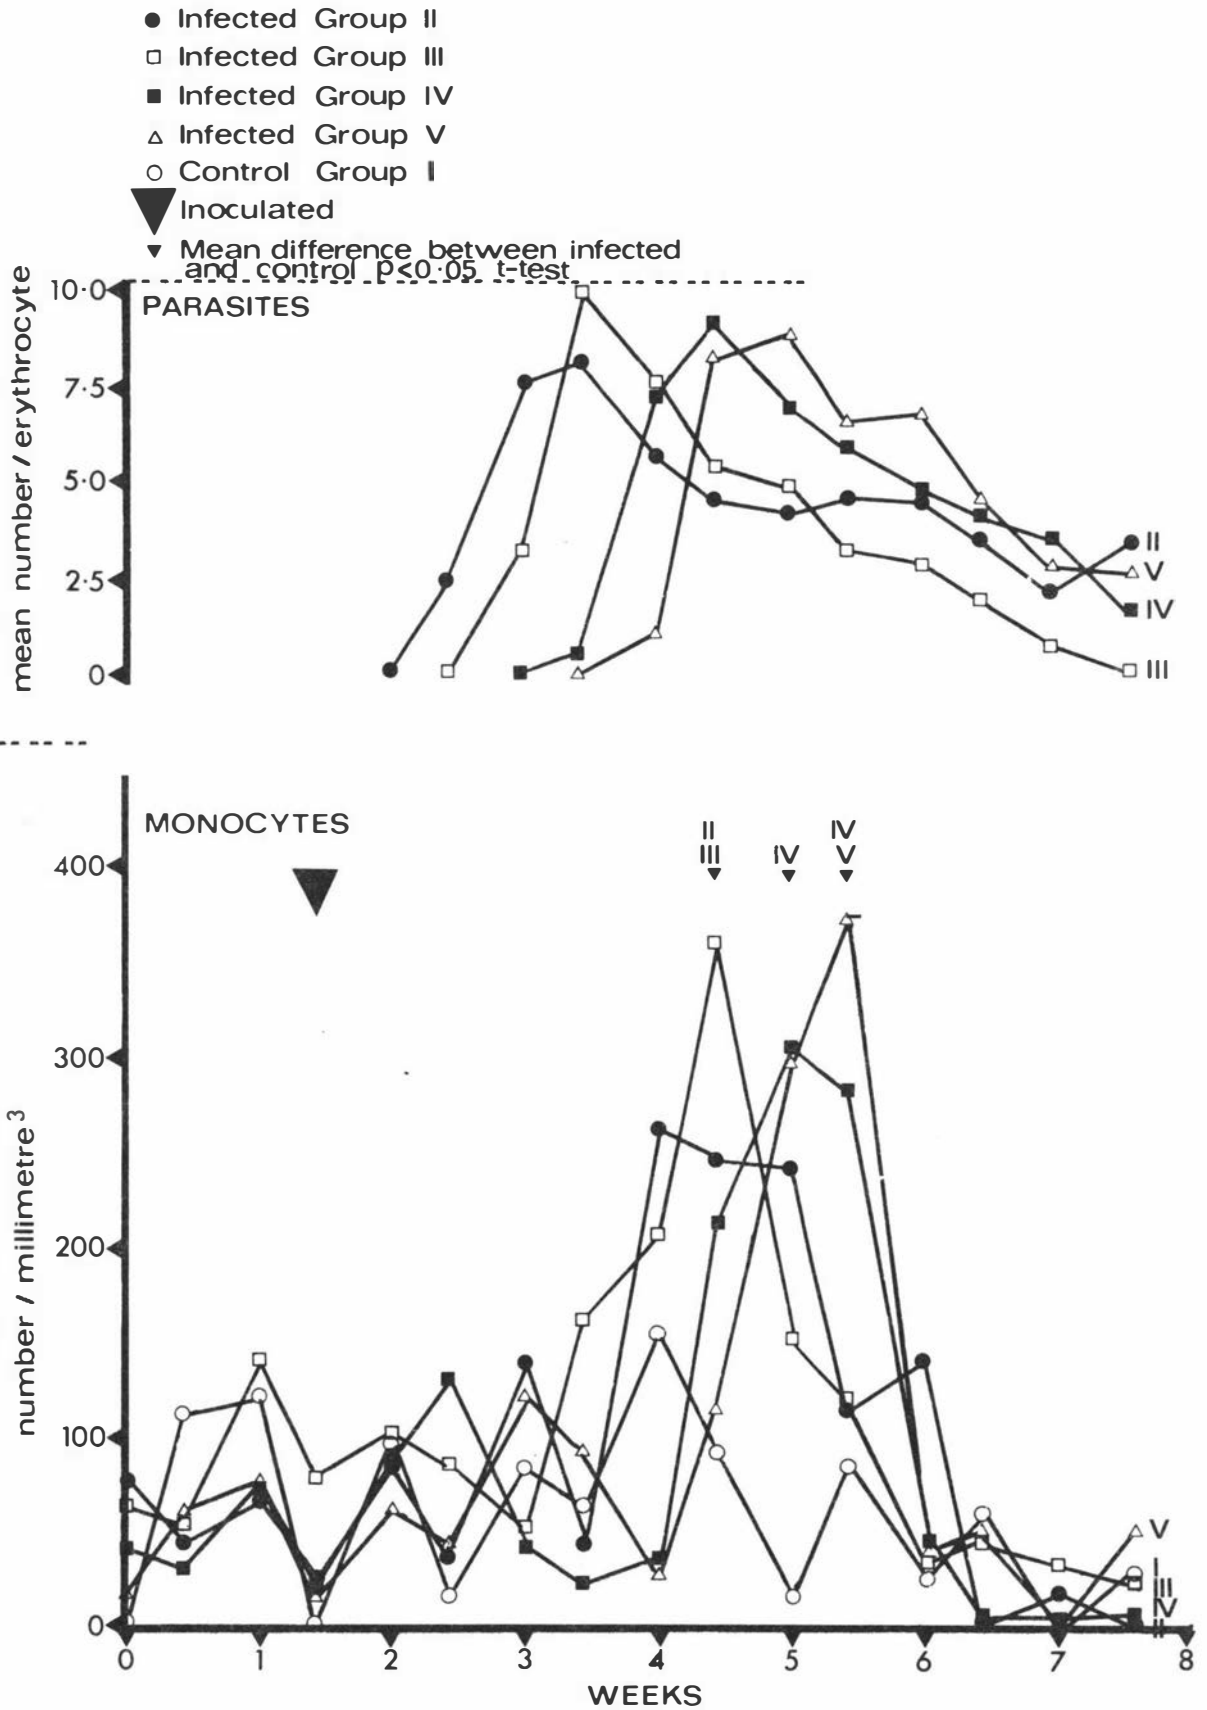 Infected Group II
Infected Group III
Infected Group IV
Infected Group V
Control Group I
Inoculated
Mean difference between infected
and control p<0·05 t-test
PARASITES
mean number/erythrocyte
10·0
7·5
5·0
2·5
0
II
V
IV
III
MONOCYTES
number / millimetre³
400
300
200
100
0
II
III
IV
IV
V
V
I
III
IV
II
0 1 2 3 4 5 6 7 8
WEEKS